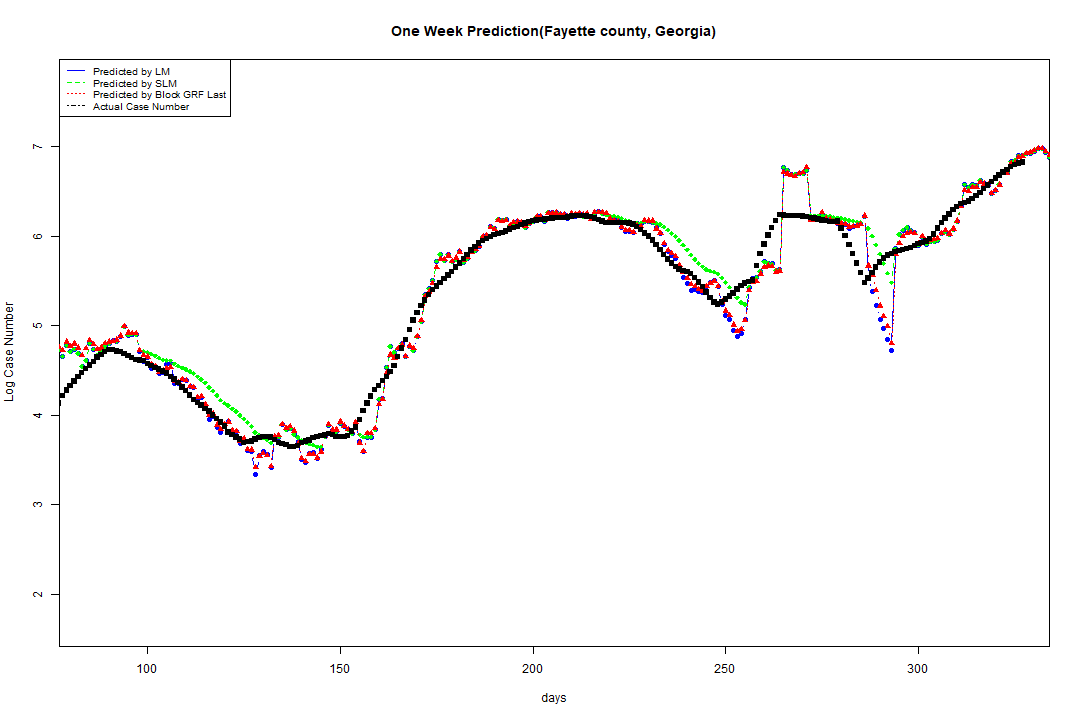 One Week Prediction(Fayette county, Georgia)
Predicted by LM
Predicted by SLM
Predicted by Block GRF Last
Actual Case Number
7
6
5
4
3
2
Log Case Number
100 150 200 250 300
days